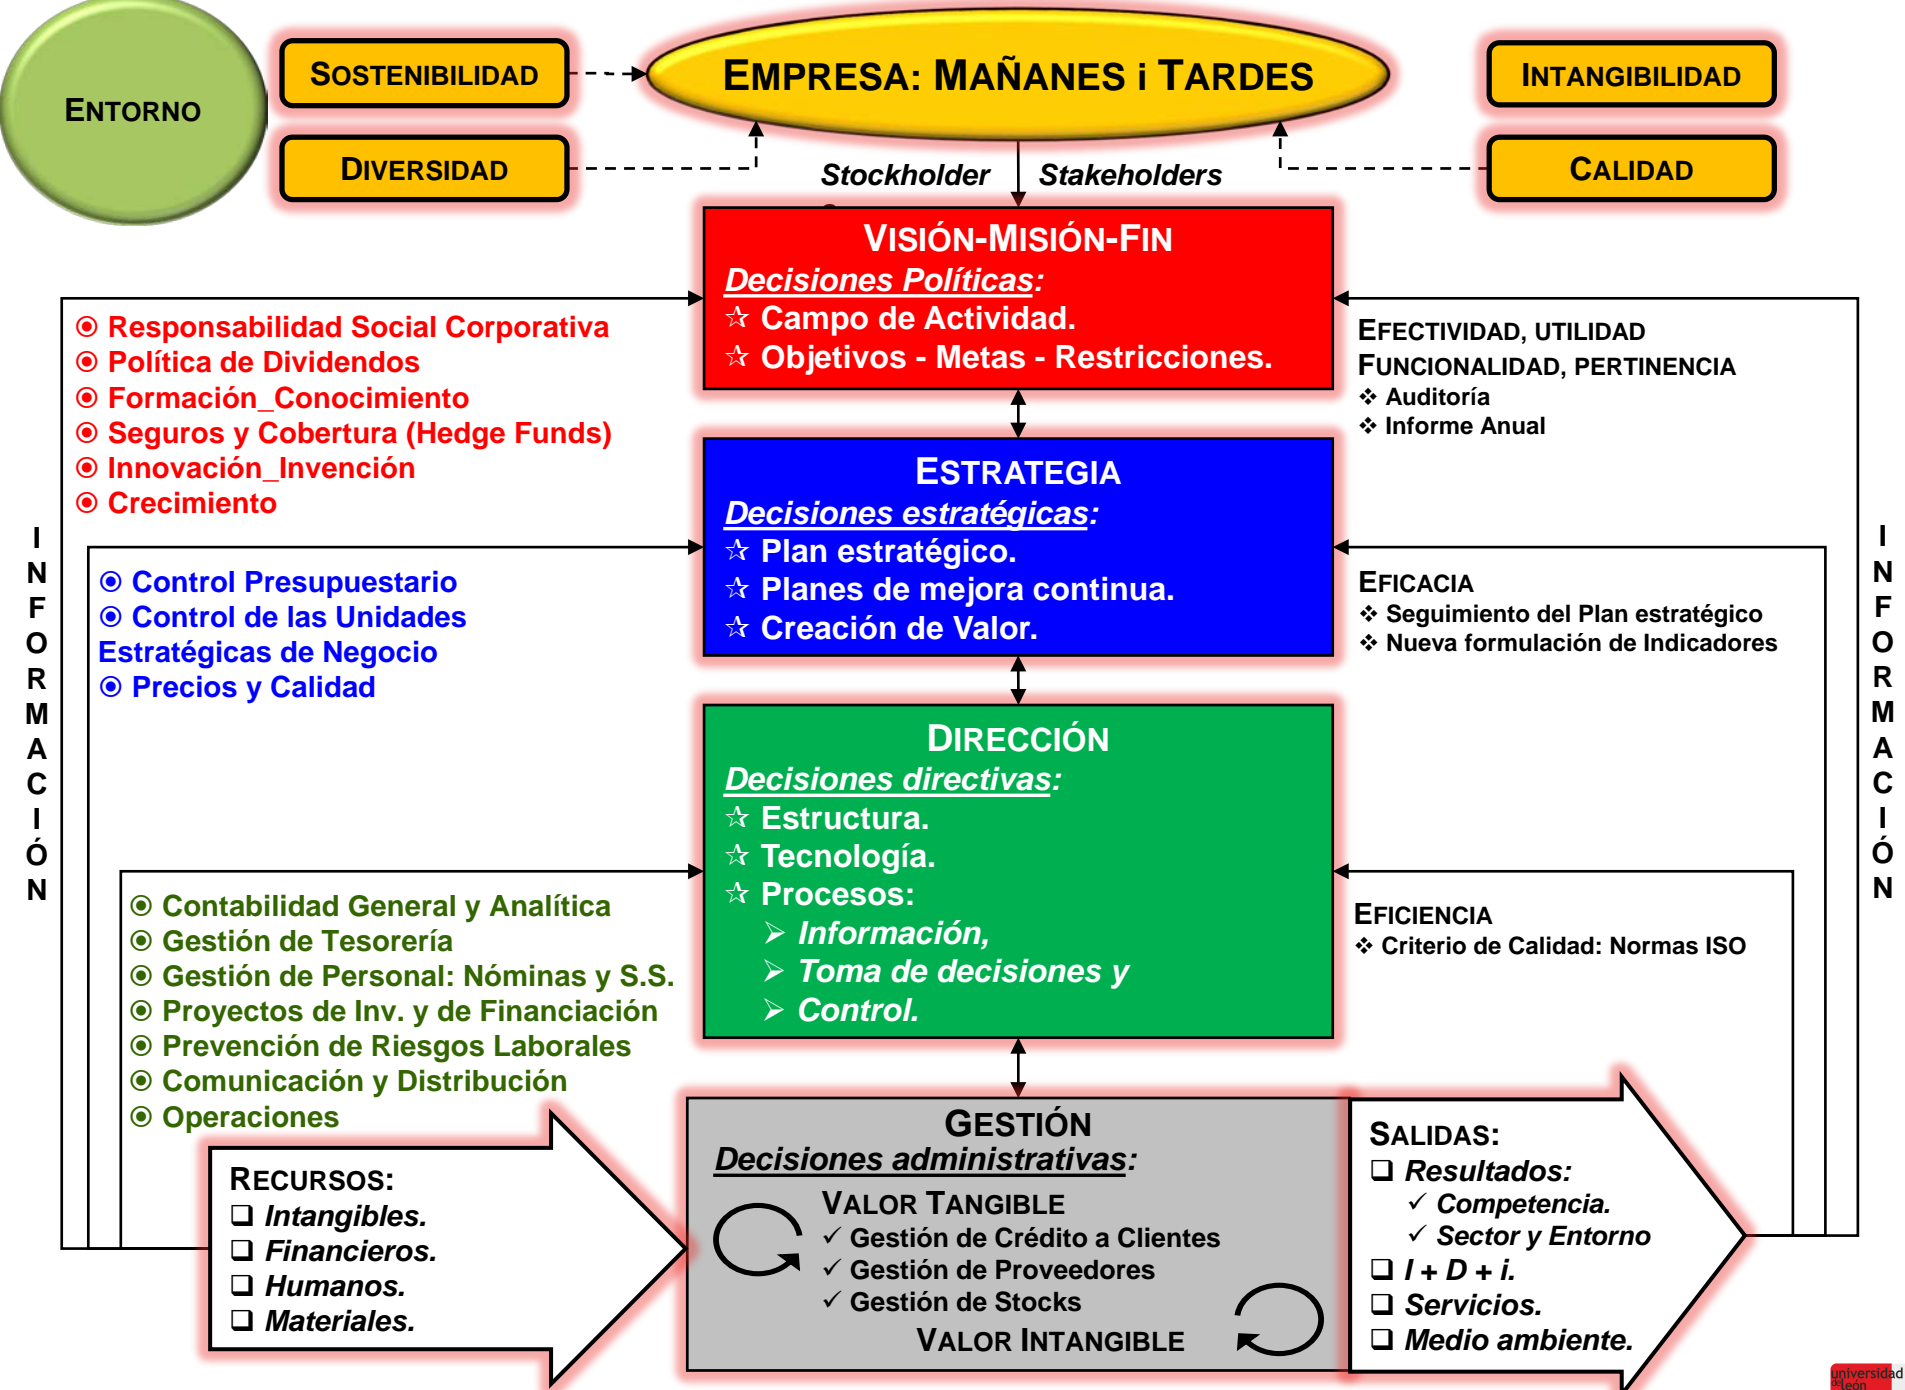 ENTORNO
SOSTENIBILIDAD
DIVERSIDAD
EMPRESA: MAÑANES i TARDES
INTANGIBILIDAD
CALIDAD
Stockholder
Stakeholders
VISIÓN-MISIÓN-FIN
Decisiones Políticas:
☆ Campo de Actividad.
☆ Objetivos - Metas - Restricciones.
Responsabilidad Social Corporativa
Política de Dividendos
Formación_Conocimiento
Seguros y Cobertura (Hedge Funds)
Innovación_Invención
Crecimiento
EFECTIVIDAD, UTILIDAD
FUNCIONALIDAD, PERTINENCIA
❖ Auditoría
❖ Informe Anual
INFORMACIÓN
ESTRATEGIA
Decisiones estratégicas:
☆ Plan estratégico.
☆ Planes de mejora continua.
☆ Creación de Valor.
Control Presupuestario
Control de las Unidades
Estratégicas de Negocio
Precios y Calidad
EFICACIA
❖ Seguimiento del Plan estratégico
❖ Nueva formulación de Indicadores
INFORMACIÓN
DIRECCIÓN
Decisiones directivas:
☆ Estructura.
☆ Tecnología.
☆ Procesos:
➢ Información,
➢ Toma de decisiones y
➢ Control.
Contabilidad General y Analítica
Gestión de Tesorería
Gestión de Personal: Nóminas y S.S.
Proyectos de Inv. y de Financiación
Prevención de Riesgos Laborales
Comunicación y Distribución
Operaciones
EFICIENCIA
❖ Criterio de Calidad: Normas ISO
RECURSOS:
❑ Intangibles.
❑ Financieros.
❑ Humanos.
❑ Materiales.
GESTIÓN
Decisiones administrativas:
VALOR TANGIBLE
✓ Gestión de Crédito a Clientes
✓ Gestión de Proveedores
✓ Gestión de Stocks
VALOR INTANGIBLE
SALIDAS:
❑ Resultados:
✓ Competencia.
✓ Sector y Entorno
❑ I + D + i.
❑ Servicios.
❑ Medio ambiente.
universidad
de león